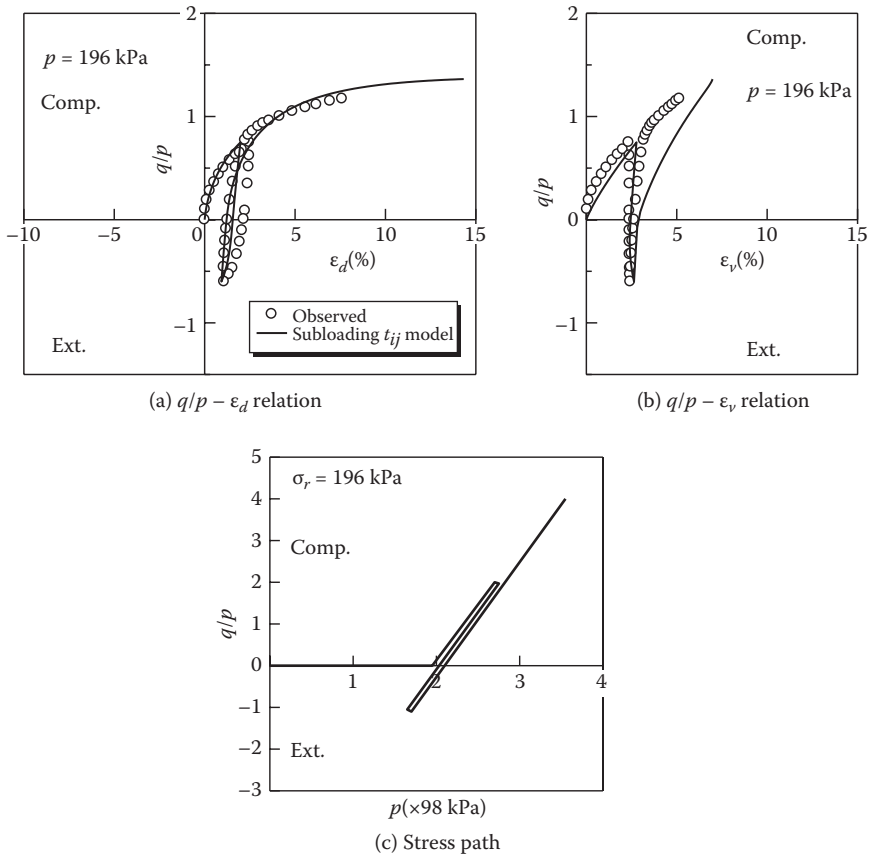 2
p = 196 kPa
Comp.
1
q/p
0
−10
−5
5
10
15
ε_d(%)
−1
Ext.
Observed
Subloading t_ij model
(a) q/p – ε_d relation
2
Comp.
p = 196 kPa
1
q/p
0
5
10
15
ε_v(%)
−1
Ext.
(b) q/p – ε_v relation
5
σ_r = 196 kPa
4
3
Comp.
2
1
q/p
0
1
2
3
4
−1
Ext.
−2
−3
p(×98 kPa)
(c) Stress path